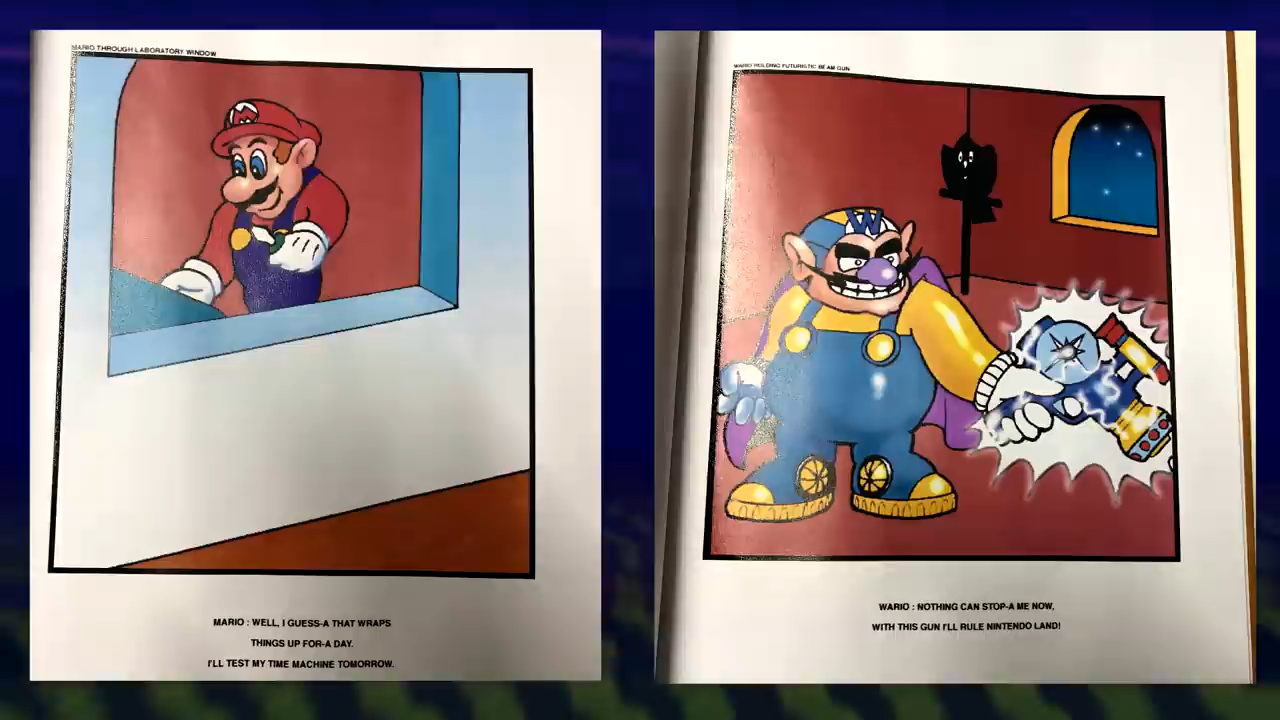 MARIO THROUGH LABORATORY WINDOW
M
MARIO : WELL, I GUESS-A THAT WRAPS
THINGS UP FOR-A DAY.
I'LL TEST MY TIME MACHINE TOMORROW.
WARIO HOLDING FUTURISTIC BEAM GUN
W
WARIO : NOTHING CAN STOP-A ME NOW,
WITH THIS GUN I'LL RULE NINTENDO LAND!